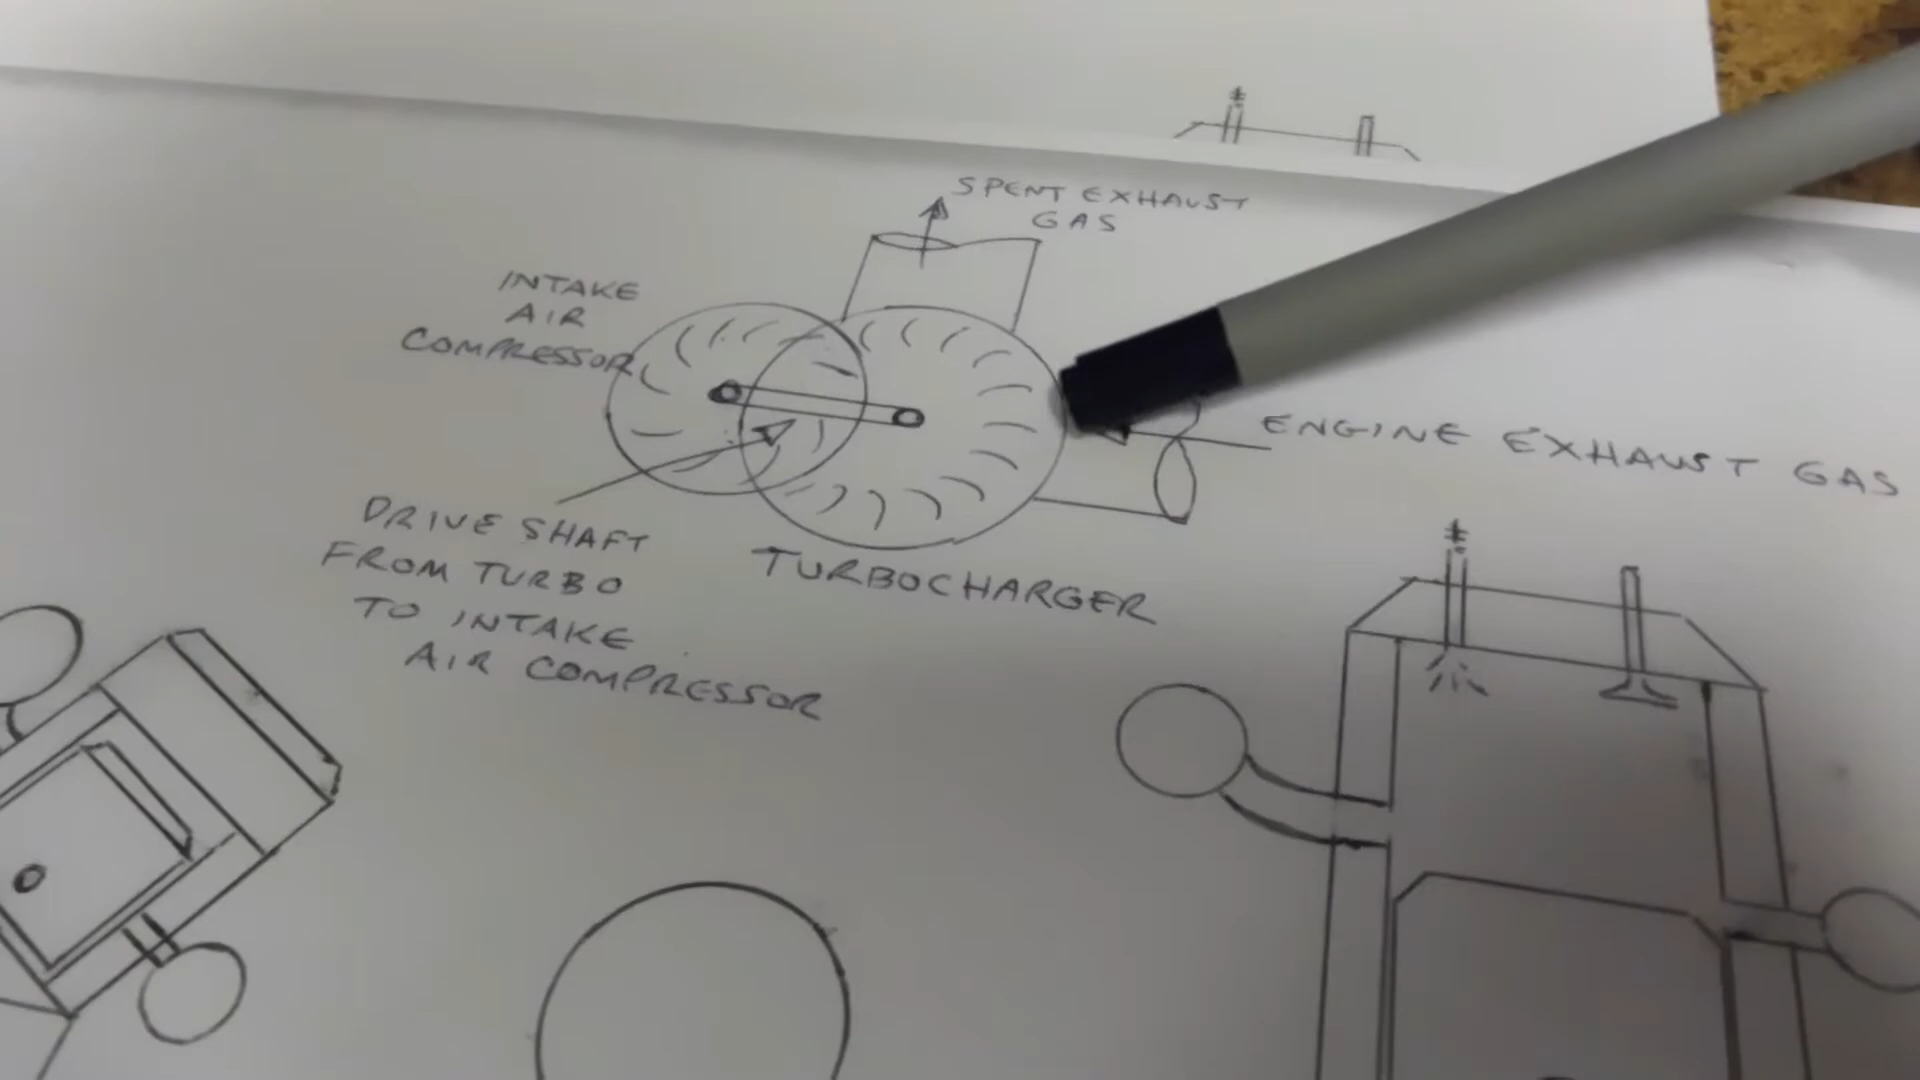 SPENT EXHAUST
GAS
INTAKE
AIR
COMPRESSOR
ENGINE EXHAUST GAS
DRIVE SHAFT
FROM TURBO
TO INTAKE
AIR COMPRESSOR
TURBOCHARGER